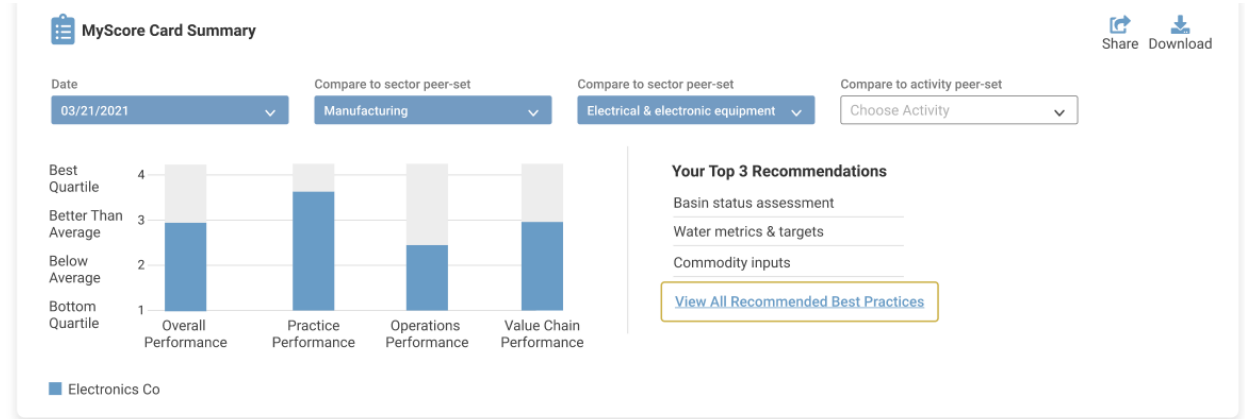 MyScore Card Summary
Share Download
Date
03/21/2021
Compare to sector peer-set
Manufacturing
Compare to sector peer-set
Electrical & electronic equipment
Compare to activity peer-set
Choose Activity
Best
Quartile
4
Better Than
Average
3
Below
Average
2
Bottom
Quartile
1
Overall
Performance
Practice
Performance
Operations
Performance
Value Chain
Performance
Electronics Co
Your Top 3 Recommendations
Basin status assessment
Water metrics & targets
Commodity inputs
View All Recommended Best Practices